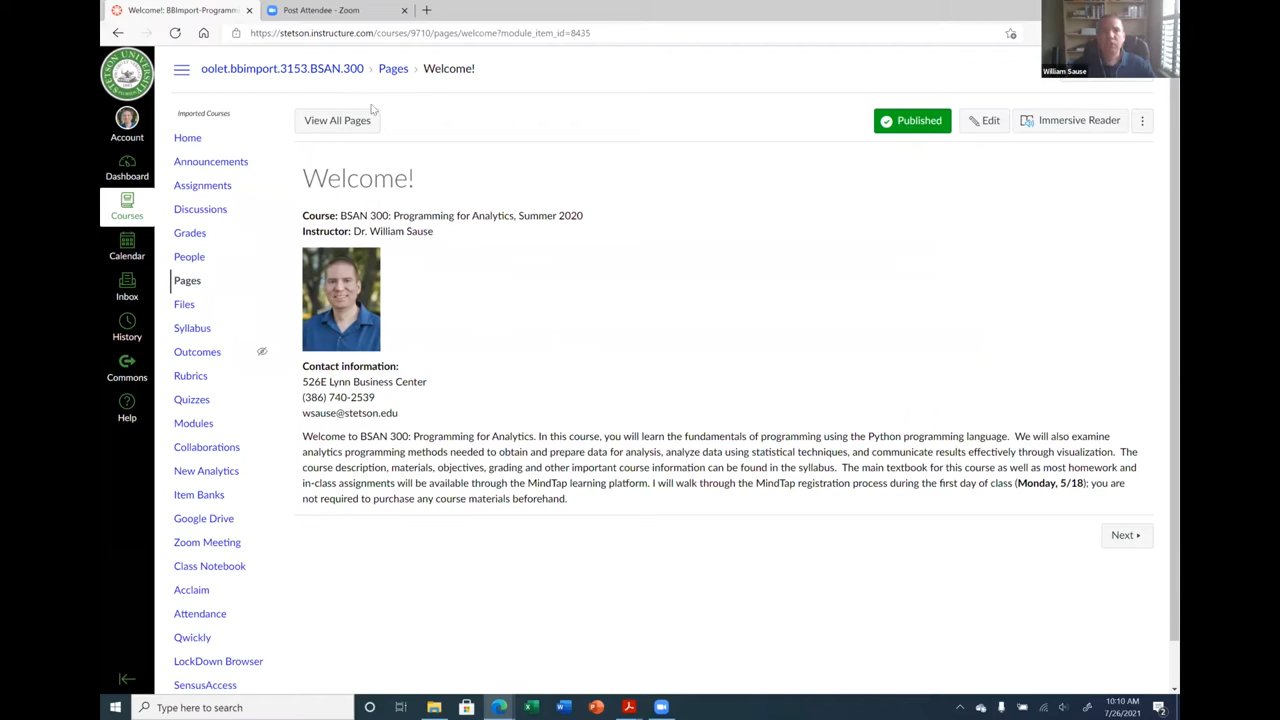 Welcome!: BBImport-Programm
Post Attendee - Zoom
https://stetson.instructure.com/courses/9710/pages/welcome?module_item_id=8435
William Sause
STETSON UNIVERSITY
oolet.bbimport.3153.BSAN.300 › Pages › Welcome!
Account
Dashboard
Courses
Calendar
Inbox
History
Commons
Help
Imported Courses
Home
Announcements
Assignments
Discussions
Grades
People
Pages
Files
Syllabus
Outcomes
Rubrics
Quizzes
Modules
Collaborations
New Analytics
Item Banks
Google Drive
Zoom Meeting
Class Notebook
Acclaim
Attendance
Qwickly
LockDown Browser
SensusAccess
View All Pages
Published
Edit
Immersive Reader
Welcome!
Course: BSAN 300: Programming for Analytics, Summer 2020
Instructor: Dr. William Sause
Contact information:
526E Lynn Business Center
(386) 740-2539
wsause@stetson.edu
Welcome to BSAN 300: Programming for Analytics. In this course, you will learn the fundamentals of programming using the Python programming language. We will also examine
analytics programming methods needed to obtain and prepare data for analysis, analyze data using statistical techniques, and communicate results effectively through visualization. The
course description, materials, objectives, grading and other important course information can be found in the syllabus. The main textbook for this course as well as most homework and
in-class assignments will be available through the MindTap learning platform. I will walk through the MindTap registration process during the first day of class (Monday, 5/18); you are
not required to purchase any course materials beforehand.
Next
Type here to search
10:10 AM
7/26/2021
2